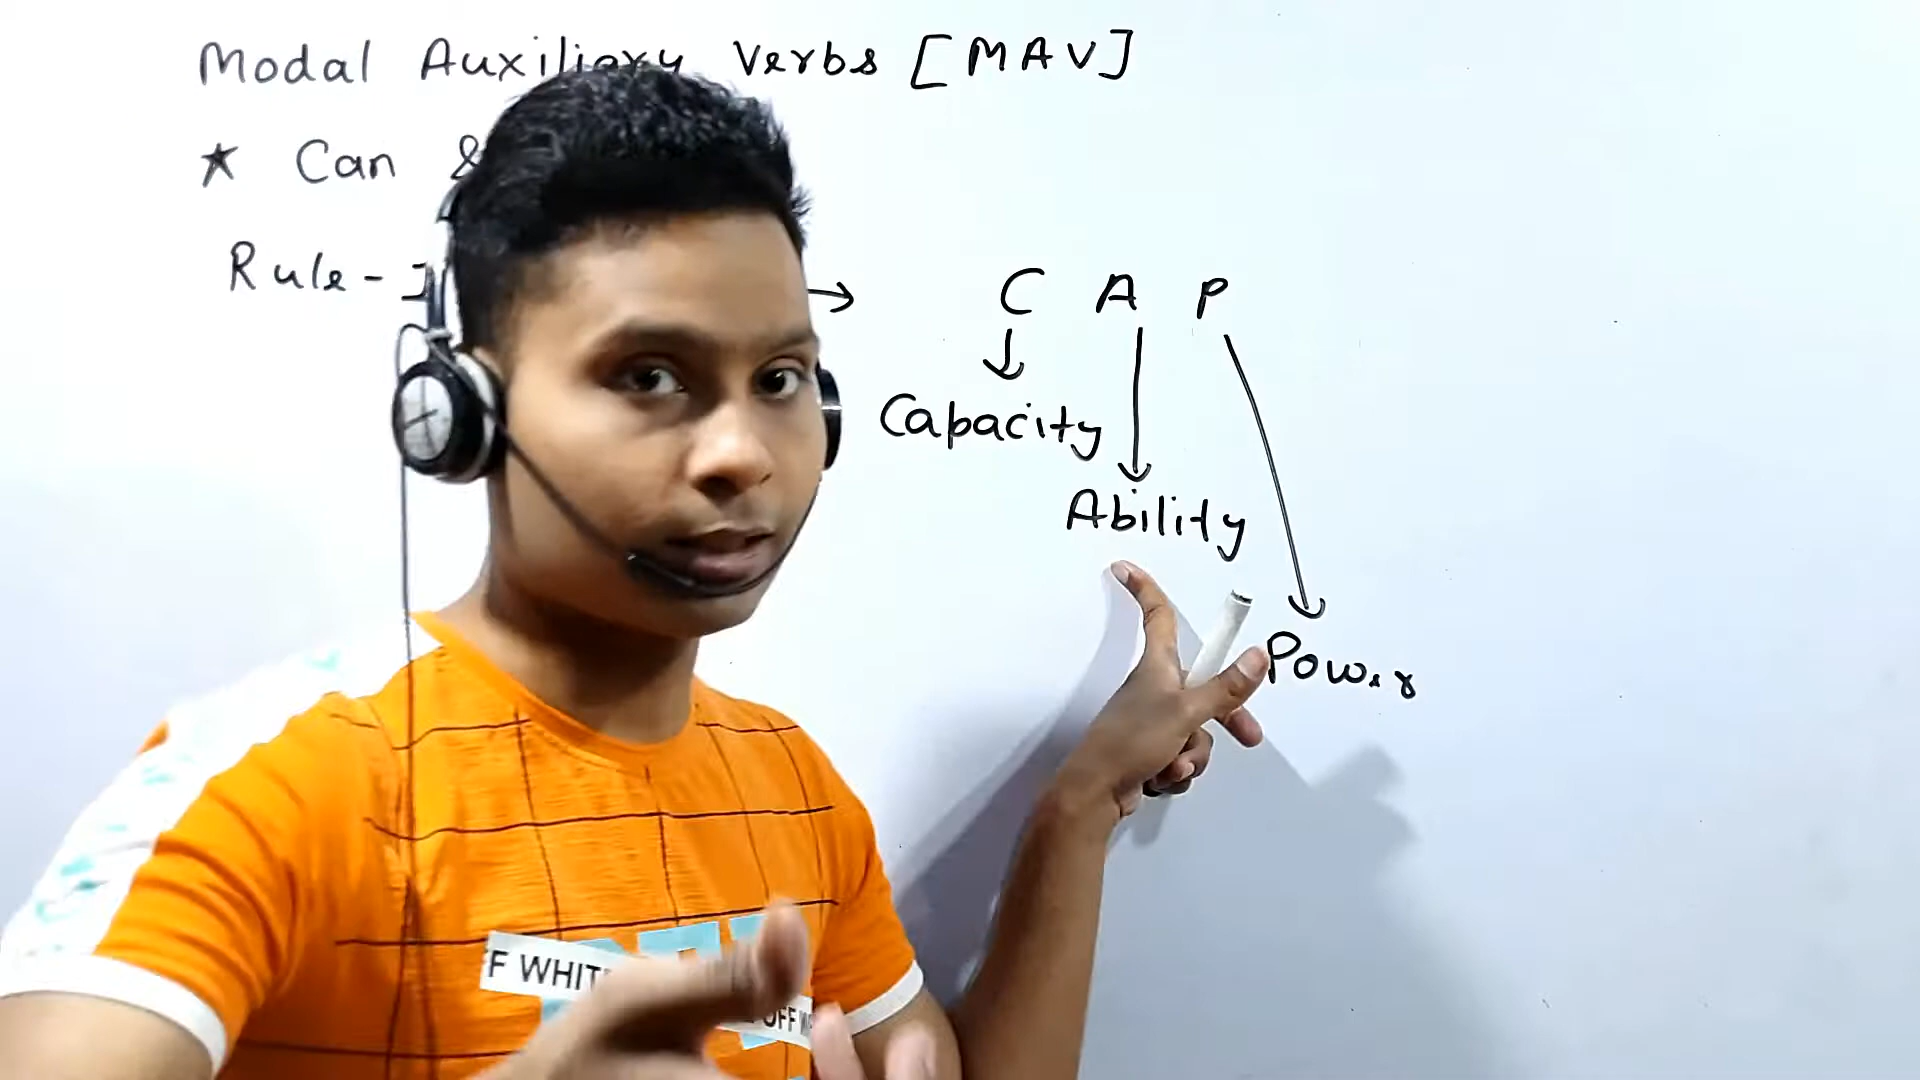 Modal Auxiliary Verbs [MAV]
★ Can &
Rule-
→ C A P
Capacity
Ability
Power
F WHIT
OFF W